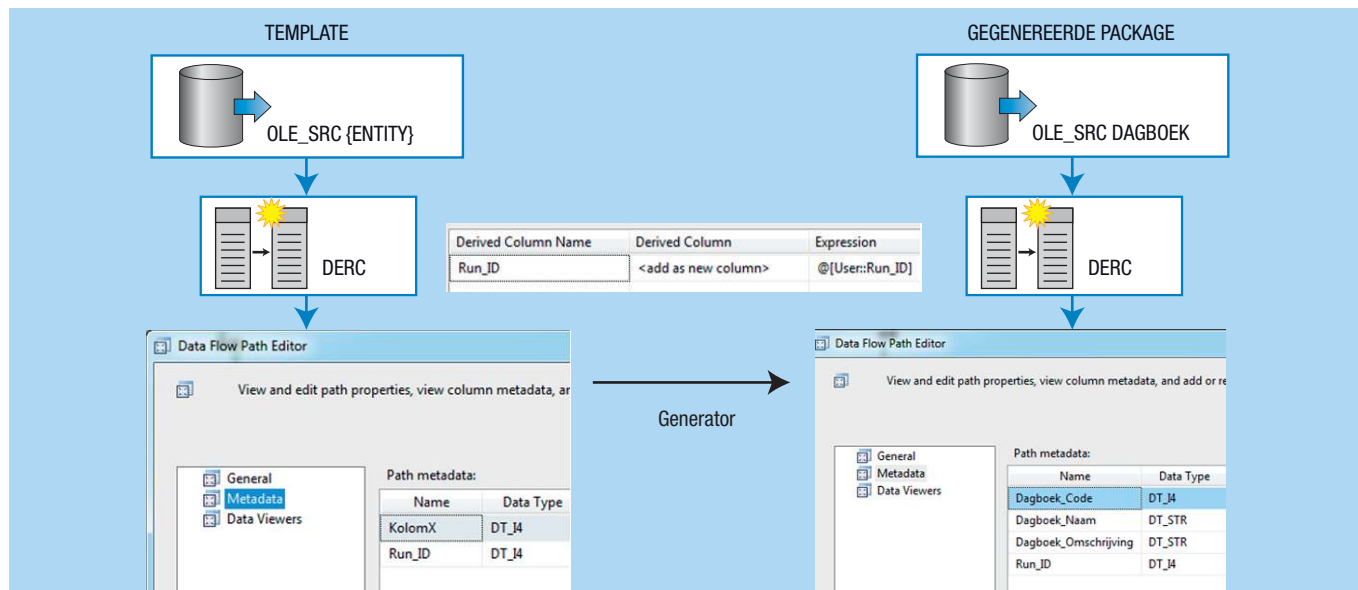 TEMPLATE
OLE_SRC {ENTITY}
DERC
Data Flow Path Editor
View and edit path properties, view column metadata, ar
General
Metadata
Data Viewers
Path metadata:
Name Data Type
KolomX DT_I4
Run_ID DT_I4
Derived Column Name Derived Column Expression
Run_ID <add as new column> @[User::Run_ID]
Generator
GEGENEREERDE PACKAGE
OLE_SRC DAGBOEK
DERC
Data Flow Path Editor
View and edit path properties, view column metadata, and add or re
General
Metadata
Data Viewers
Path metadata:
Name Data Type
Dagboek_Code DT_I4
Dagboek_Naam DT_STR
Dagboek_Omschrijving DT_STR
Run_ID DT_I4